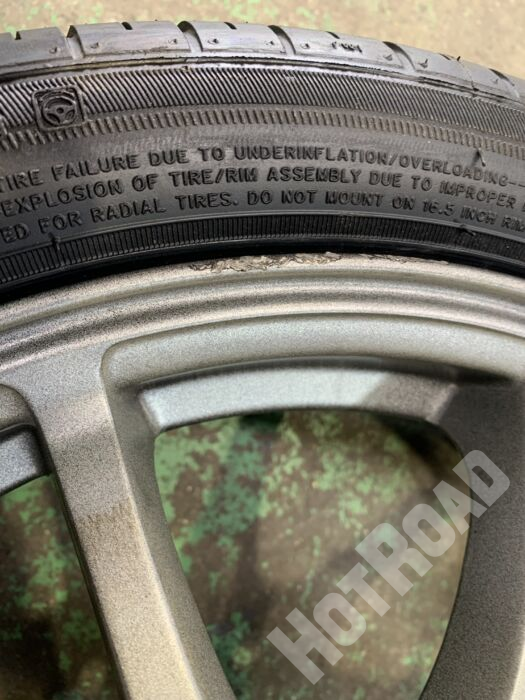 TIRE FAILURE DUE TO UNDERINFLATION/OVERLOADING-
EXPLOSION OF TIRE/RIM ASSEMBLY DUE TO IMPROPER
ED FOR RADIAL TIRES. DO NOT MOUNT ON 16.5 INCH RIM
HOTROAD